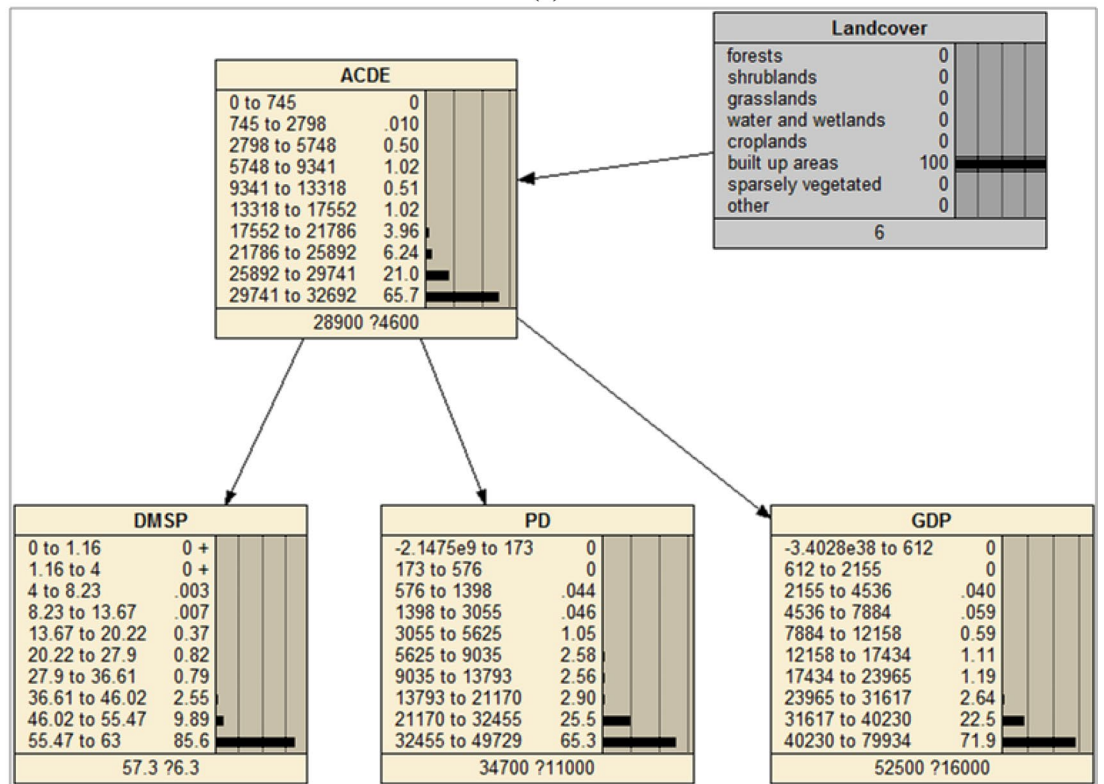 Landcover
forests 0
shrublands 0
grasslands 0
water and wetlands 0
croplands 0
built up areas 100
sparsely vegetated 0
other 0
6
ACDE
0 to 745 0
745 to 2798 .010
2798 to 5748 0.50
5748 to 9341 1.02
9341 to 13318 0.51
13318 to 17552 1.02
17552 to 21786 3.96
21786 to 25892 6.24
25892 to 29741 21.0
29741 to 32692 65.7
28900 ?4600
DMSP
0 to 1.16 0 +
1.16 to 4 0 +
4 to 8.23 .003
8.23 to 13.67 .007
13.67 to 20.22 0.37
20.22 to 27.9 0.82
27.9 to 36.61 0.79
36.61 to 46.02 2.55
46.02 to 55.47 9.89
55.47 to 63 85.6
57.3 ?6.3
PD
-2.1475e9 to 173 0
173 to 576 0
576 to 1398 .044
1398 to 3055 .046
3055 to 5625 1.05
5625 to 9035 2.58
9035 to 13793 2.56
13793 to 21170 2.90
21170 to 32455 25.5
32455 to 49729 65.3
34700 ?11000
GDP
-3.4028e38 to 612 0
612 to 2155 0
2155 to 4536 .040
4536 to 7884 .059
7884 to 12158 0.59
12158 to 17434 1.11
17434 to 23965 1.19
23965 to 31617 2.64
31617 to 40230 22.5
40230 to 79934 71.9
52500 ?16000